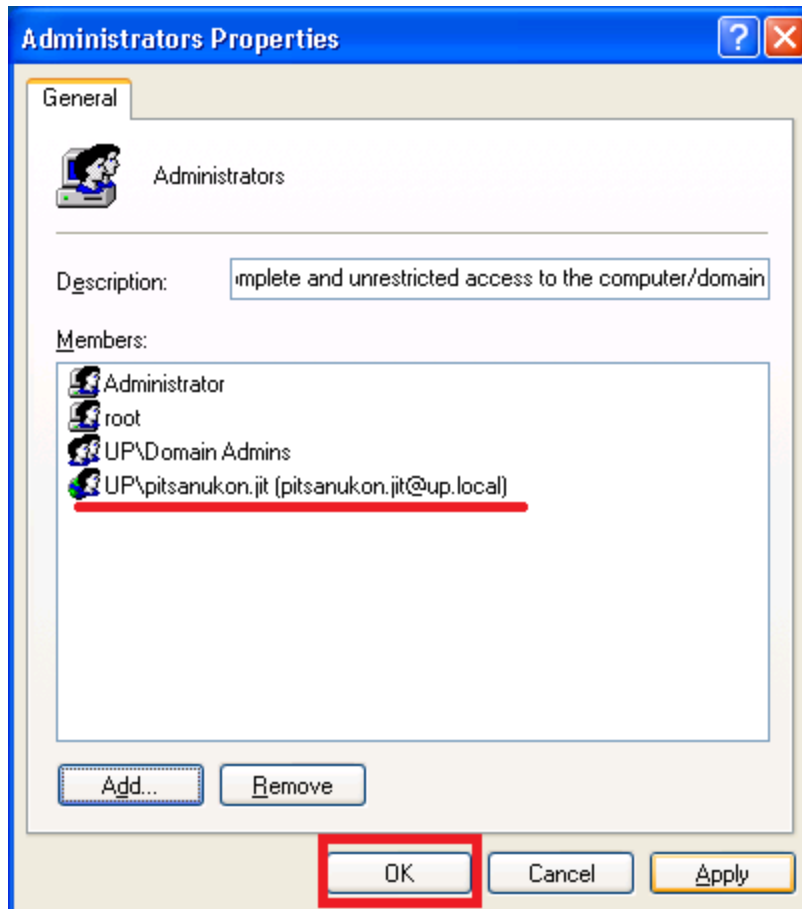 Administrators Properties
General
Administrators
Description: mplete and unrestricted access to the computer/domain
Members:
Administrator
root
UP\Domain Admins
UP\pitsanukon.jit (pitsanukon.jit@up.local)
Add... Remove
OK Cancel Apply